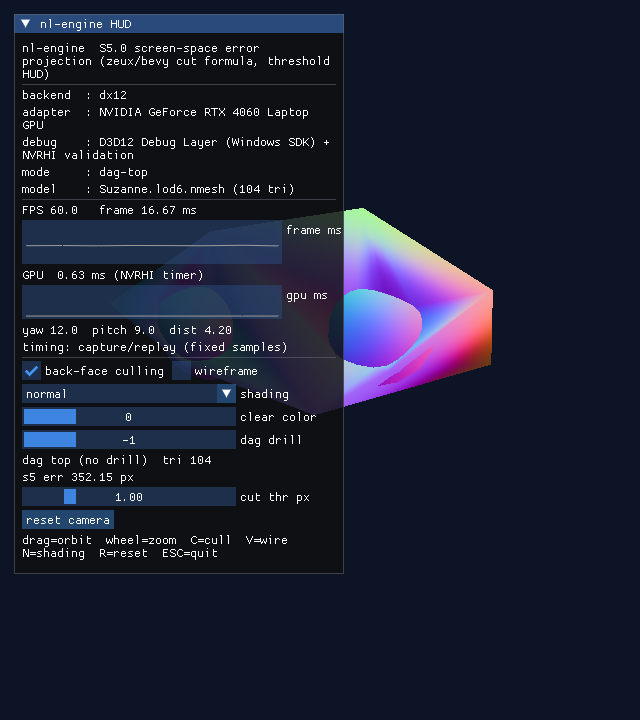 nl-engine HUD
nl-engine  S5.0 screen-space error
projection (zeux/bevy cut formula, threshold
HUD)
backend  : dx12
adapter  : NVIDIA GeForce RTX 4060 Laptop
GPU
debug    : D3D12 Debug Layer (Windows SDK) +
NVRHI validation
mode     : dag-top
model    : Suzanne.lod6.nmesh (104 tri)
FPS 60.0   frame 16.67 ms
frame ms
GPU  0.63 ms (NVRHI timer)
gpu ms
yaw 12.0  pitch 9.0  dist 4.20
timing: capture/replay (fixed samples)
back-face culling  wireframe
normal  shading
0  clear color
-1  dag drill
dag top (no drill)  tri 104
s5 err 352.15 px
1.00  cut thr px
reset camera
drag=orbit  wheel=zoom  C=cull  V=wire
N=shading  R=reset  ESC=quit